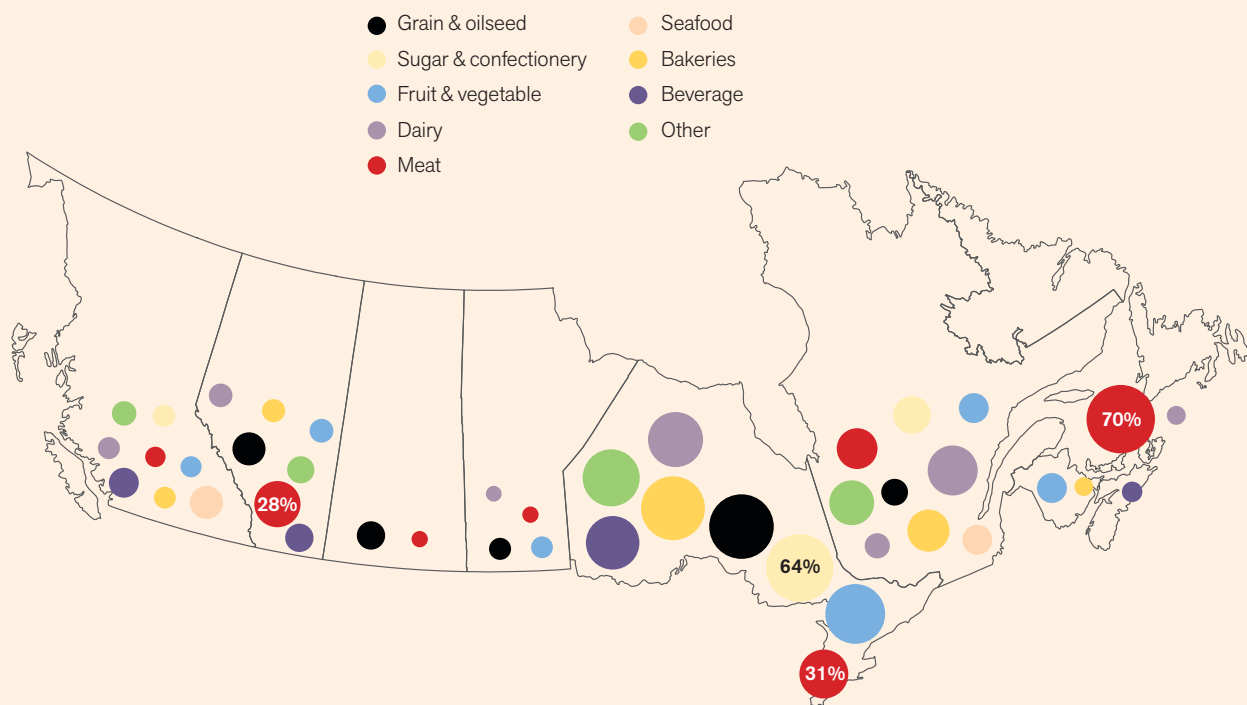 Grain & oilseed
Sugar & confectionery
Fruit & vegetable
Dairy
Meat
Seafood
Bakeries
Beverage
Other
70%
28%
64%
31%